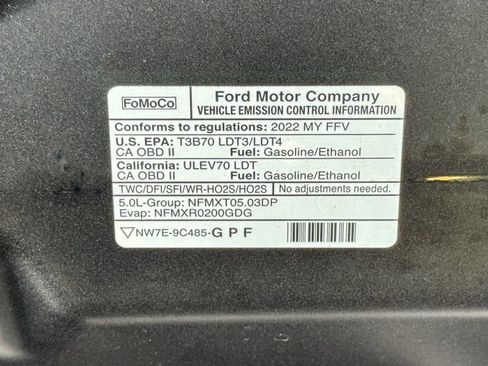 FoMoCo
Ford Motor Company
VEHICLE EMISSION CONTROL INFORMATION
Conforms to regulations: 2022 MY FFV
U.S. EPA: T3B70 LDT3/LDT4
CA OBD II Fuel: Gasoline/Ethanol
California: ULEV70 LDT
CA OBD II Fuel: Gasoline/Ethanol
TWC/DFI/SFI/WR-HO2S/HO2S No adjustments needed.
5.0L-Group: NFMXT05.03DP
Evap: NFMXR0200GDG
NW7E-9C485-GPF